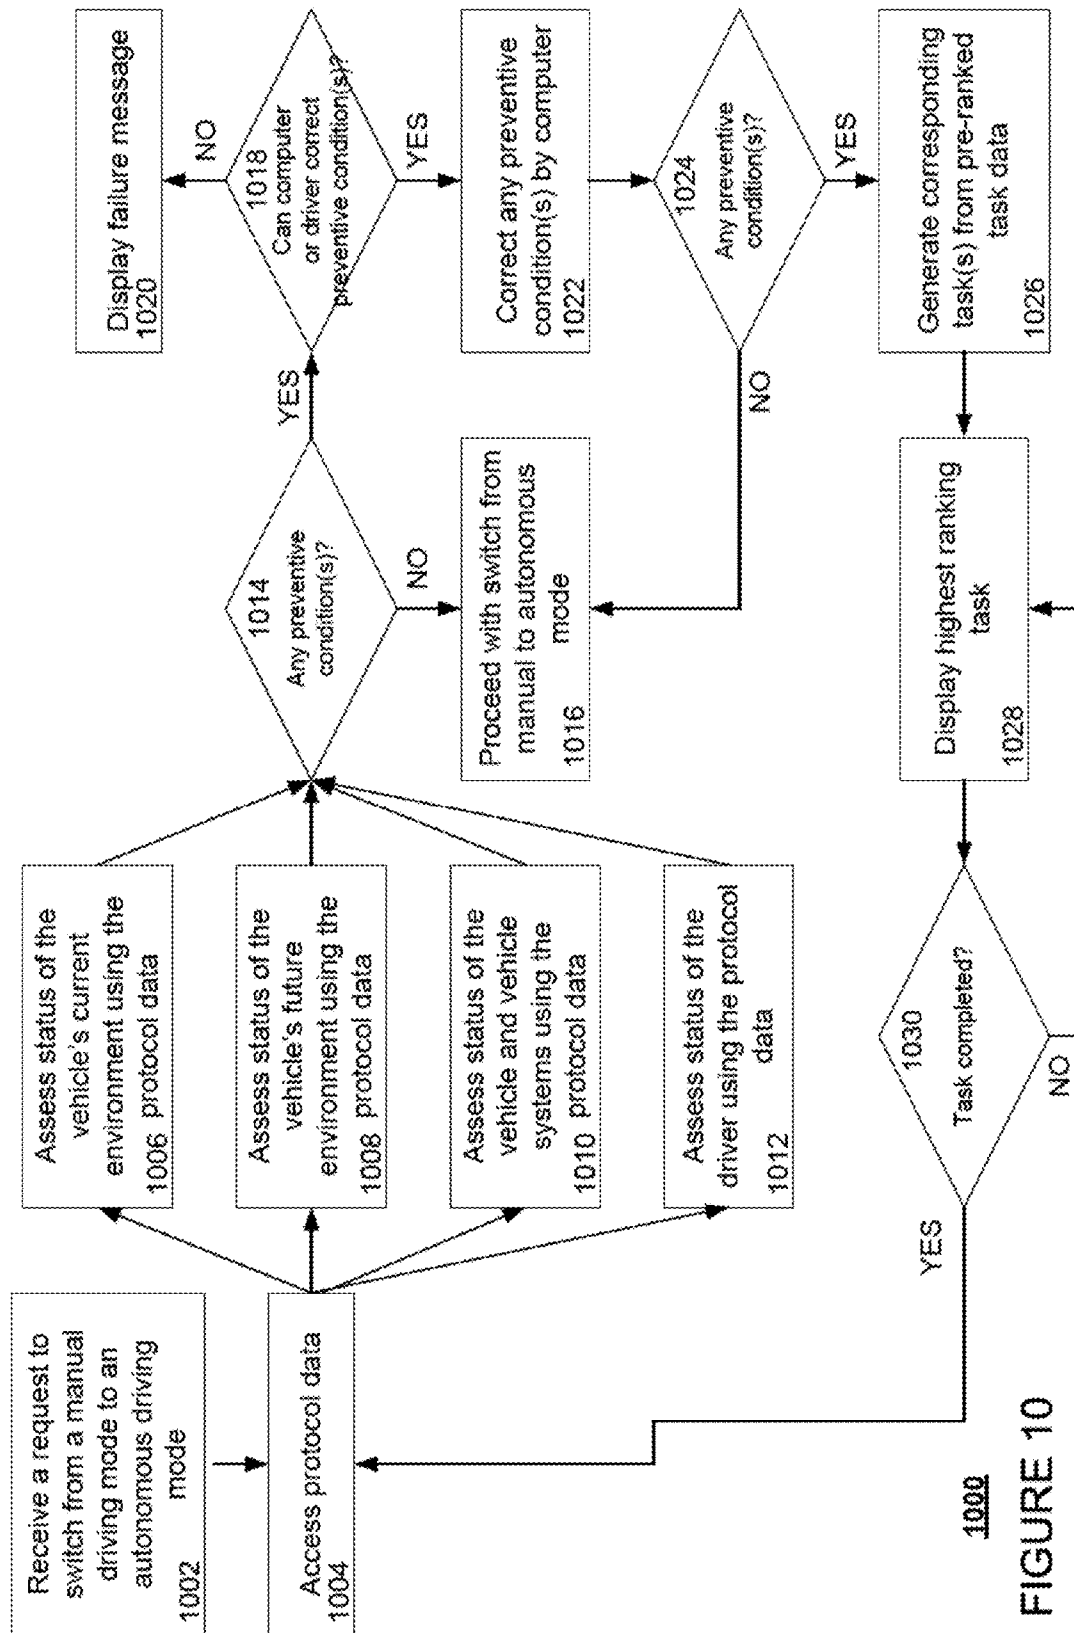 Receive a request to
switch from a manual
driving mode to an
autonomous driving
mode
1002
Access protocol data
1004
Assess status of the
vehicle's current
environment using the
protocol data
1006
Assess status of the
vehicle's future
environment using the
protocol data
1008
Assess status of the
vehicle and vehicle
systems using the
protocol data
1010
Assess status of the
driver using the protocol
data
1012
1014
Any preventive
condition(s)?
YES
NO
Proceed with switch from
manual to autonomous
mode
1016
1018
Can computer
or driver correct
preventive condition(s)?
NO
YES
Display failure message
1020
Correct any preventive
condition(s) by computer
1022
1024
Any preventive
condition(s)?
NO
YES
Generate corresponding
task(s) from pre-ranked
task data
1026
Display highest ranking
task
1028
1030
Task completed?
YES
NO
1000
FIGURE 10